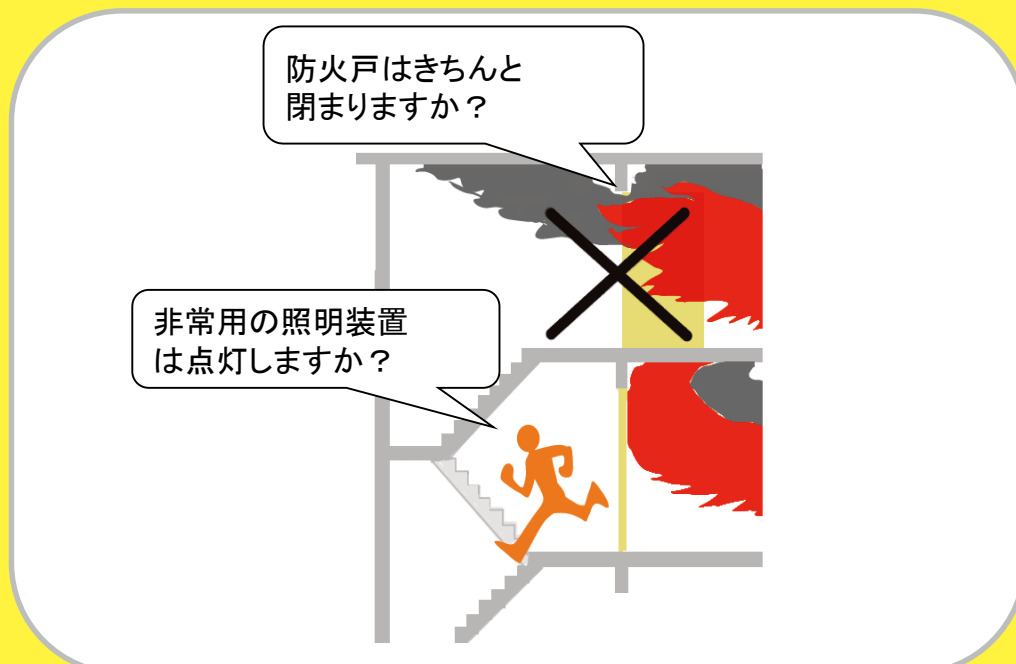 防火戸はきちんと
閉まりますか？
非常用の照明装置
は点灯しますか？